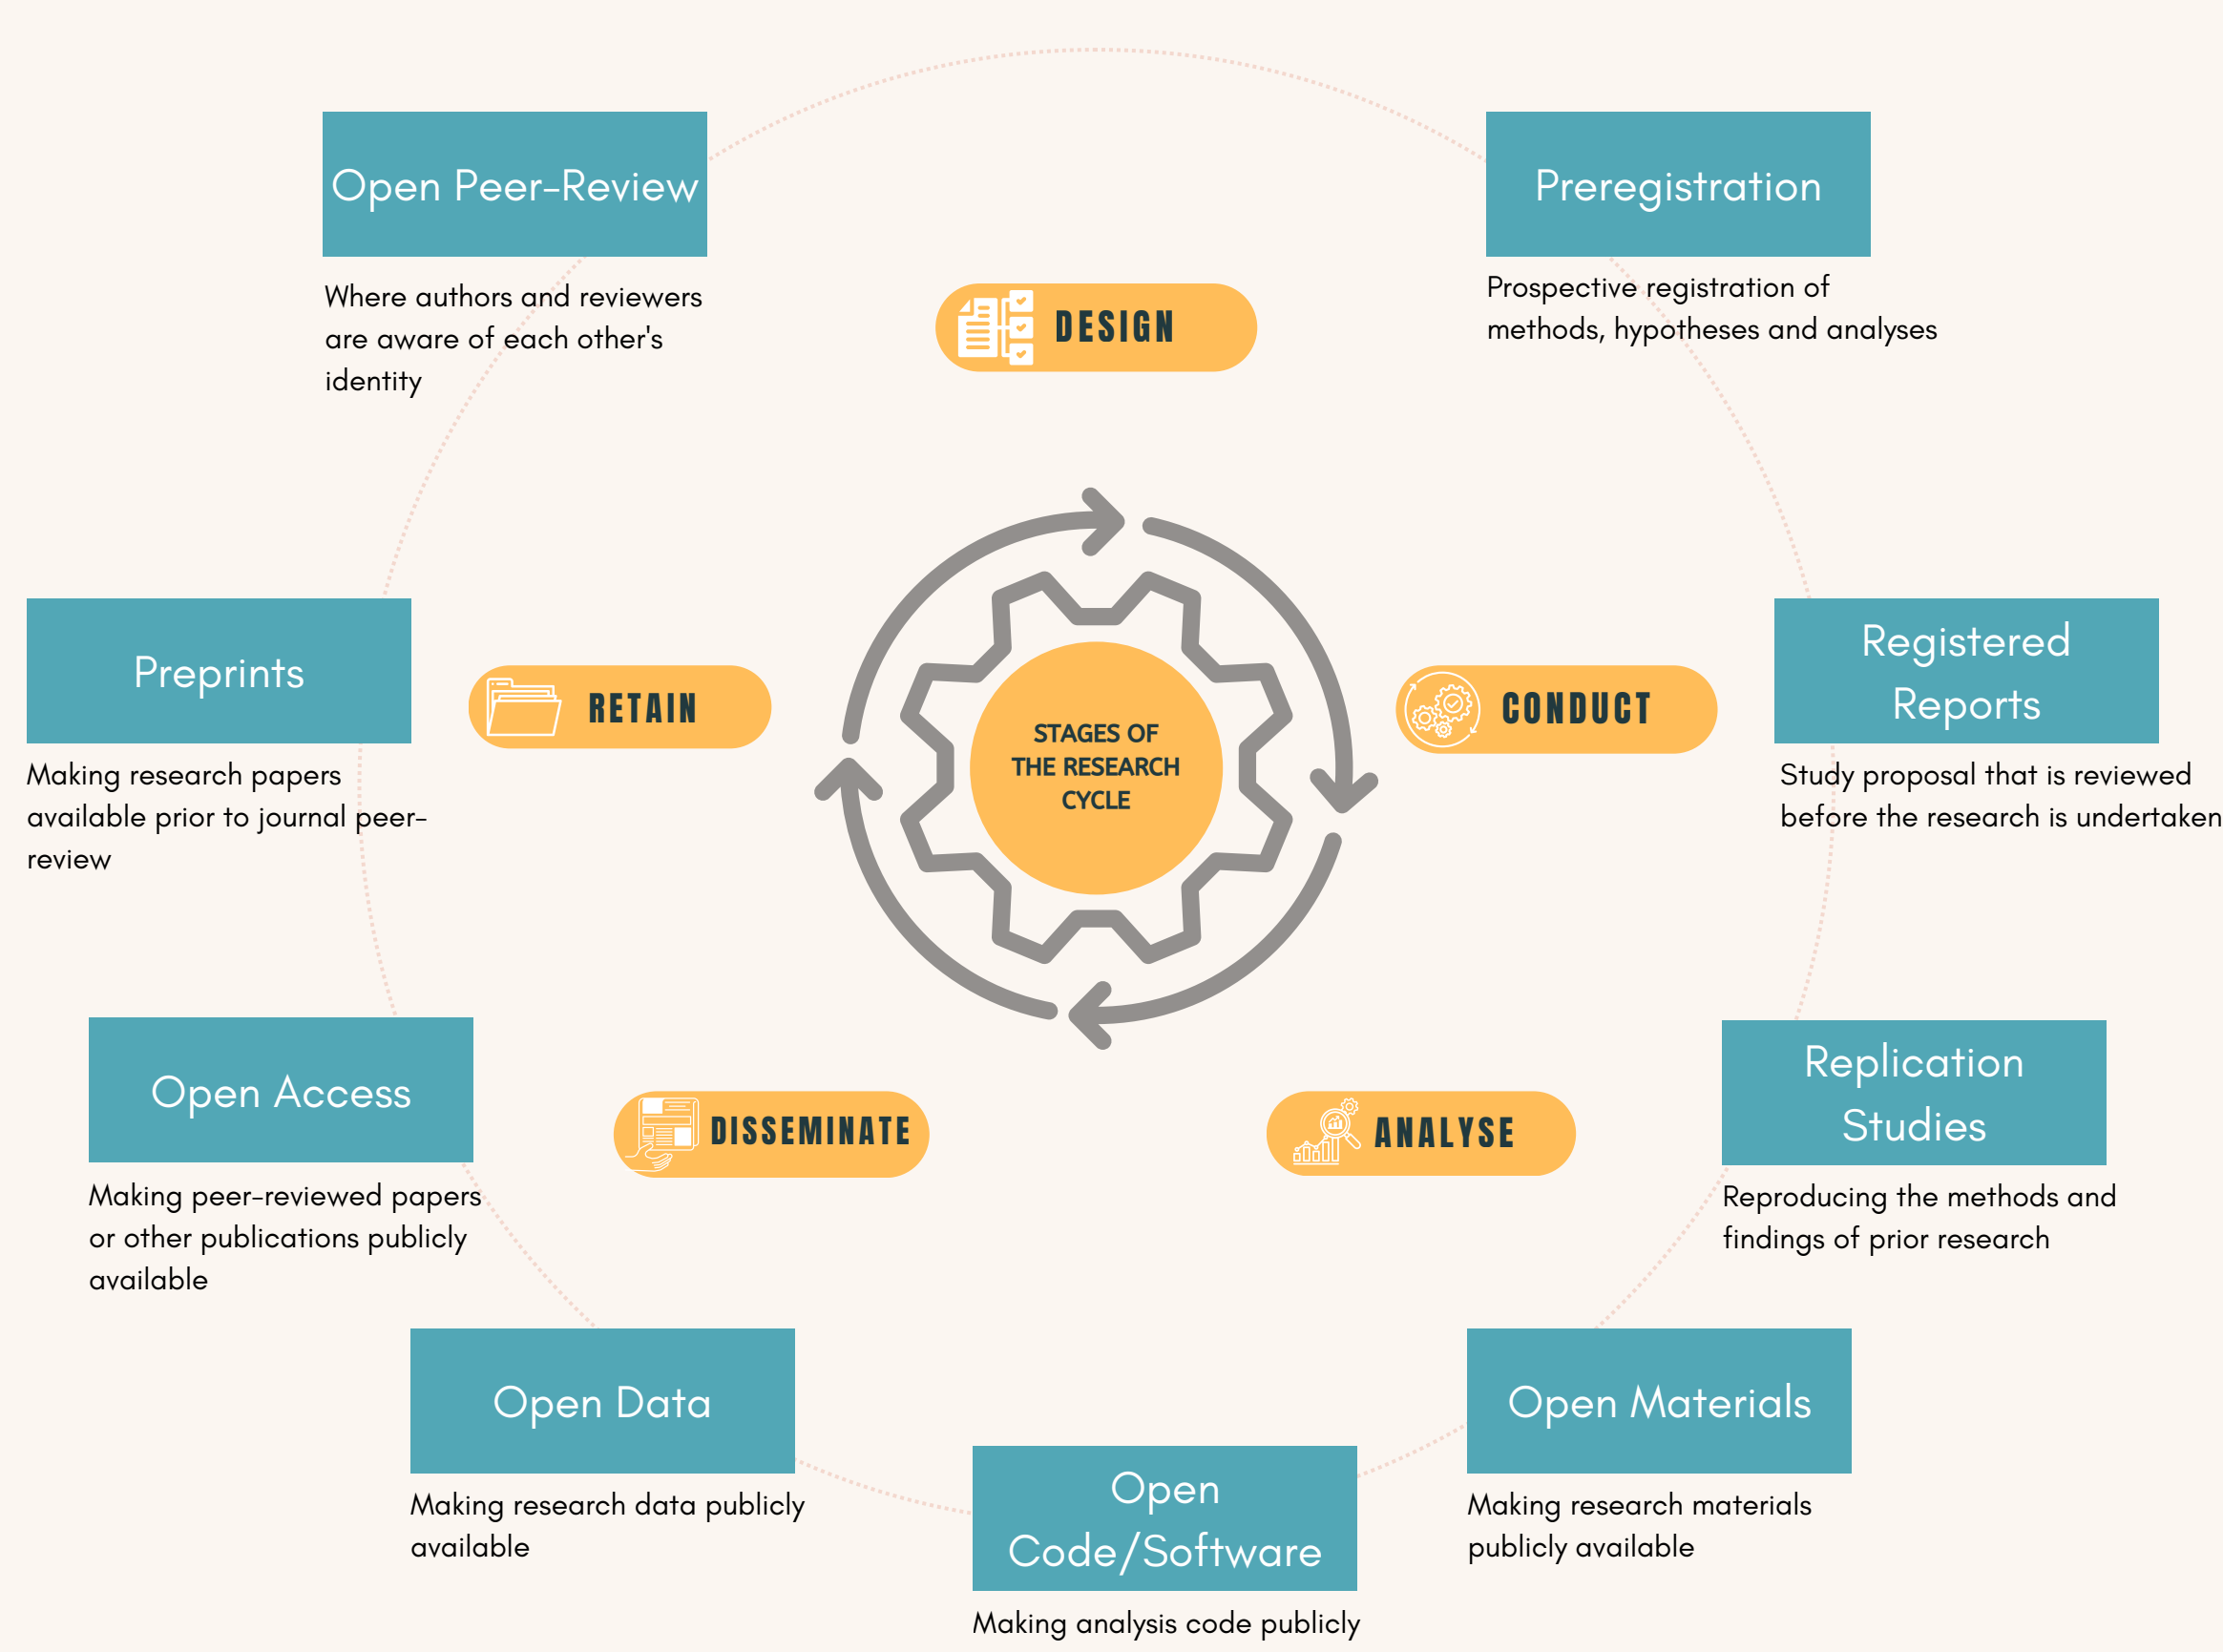 Open Peer-Review
Where authors and reviewers
are aware of each other's
identity
Preregistration
Prospective registration of
methods, hypotheses and analyses
DESIGN
Preprints
Making research papers
available prior to journal peer-
review
RETAIN
STAGES OF
THE RESEARCH
CYCLE
CONDUCT
Registered
Reports
Study proposal that is reviewed
before the research is undertaken
Open Access
Making peer-reviewed papers
or other publications publicly
available
DISSEMINATE
ANALYSE
Replication
Studies
Reproducing the methods and
findings of prior research
Open Data
Making research data publicly
available
Open
Code/Software
Making analysis code publicly
Open Materials
Making research materials
publicly available